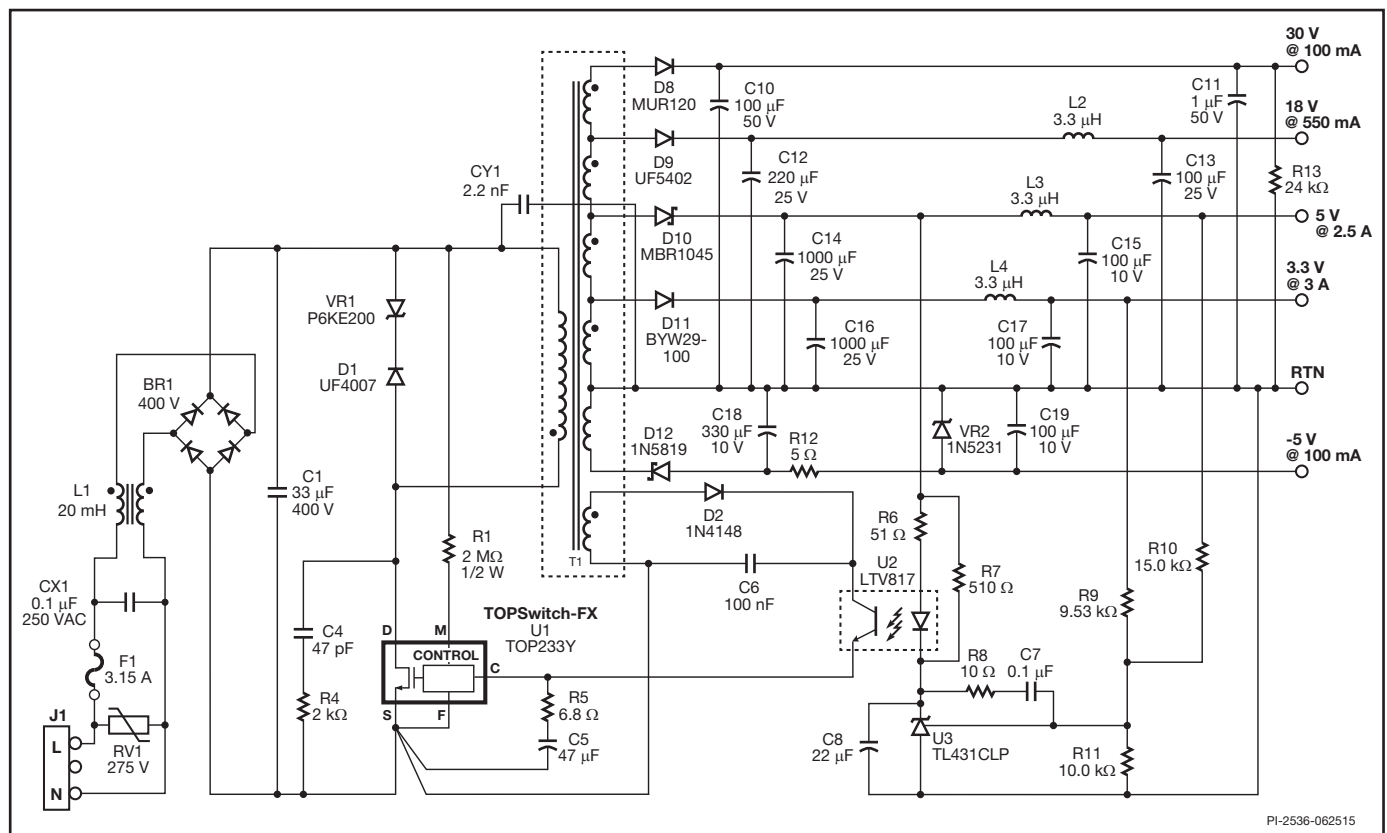 30 V
@ 100 mA
D8
MUR120
C10
100 µF
50 V
C11
1 µF
50 V
L2
3.3 µH
18 V
@ 550 mA
D9
UF5402
C12
220 µF
25 V
C13
100 µF
25 V
R13
24 kΩ
CY1
2.2 nF
L3
3.3 µH
5 V
@ 2.5 A
D10
MBR1045
C14
1000 µF
25 V
C15
100 µF
10 V
L4
3.3 µH
3.3 V
@ 3 A
VR1
P6KE200
D11
BYW29-
100
C16
1000 µF
25 V
C17
100 µF
10 V
D1
UF4007
BR1
400 V
RTN
C18
330 µF
10 V
D12
1N5819
R12
5 Ω
VR2
1N5231
C19
100 µF
10 V
-5 V
@ 100 mA
C1
33 µF
400 V
L1
20 mH
D2
1N4148
R1
2 MΩ
1/2 W
T1
C6
100 nF
R6
51 Ω
U2
LTV817
R7
510 Ω
R10
15.0 kΩ
R9
9.53 kΩ
CX1
0.1 µF
250 VAC
TOPSwitch-FX
U1
TOP233Y
D
M
CONTROL
C
S
F
C4
47 pF
R4
2 kΩ
R5
6.8 Ω
C5
47 µF
F1
3.15 A
R8
10 Ω
C7
0.1 µF
J1
L
N
RV1
275 V
C8
22 µF
U3
TL431CLP
R11
10.0 kΩ
PI-2536-062515